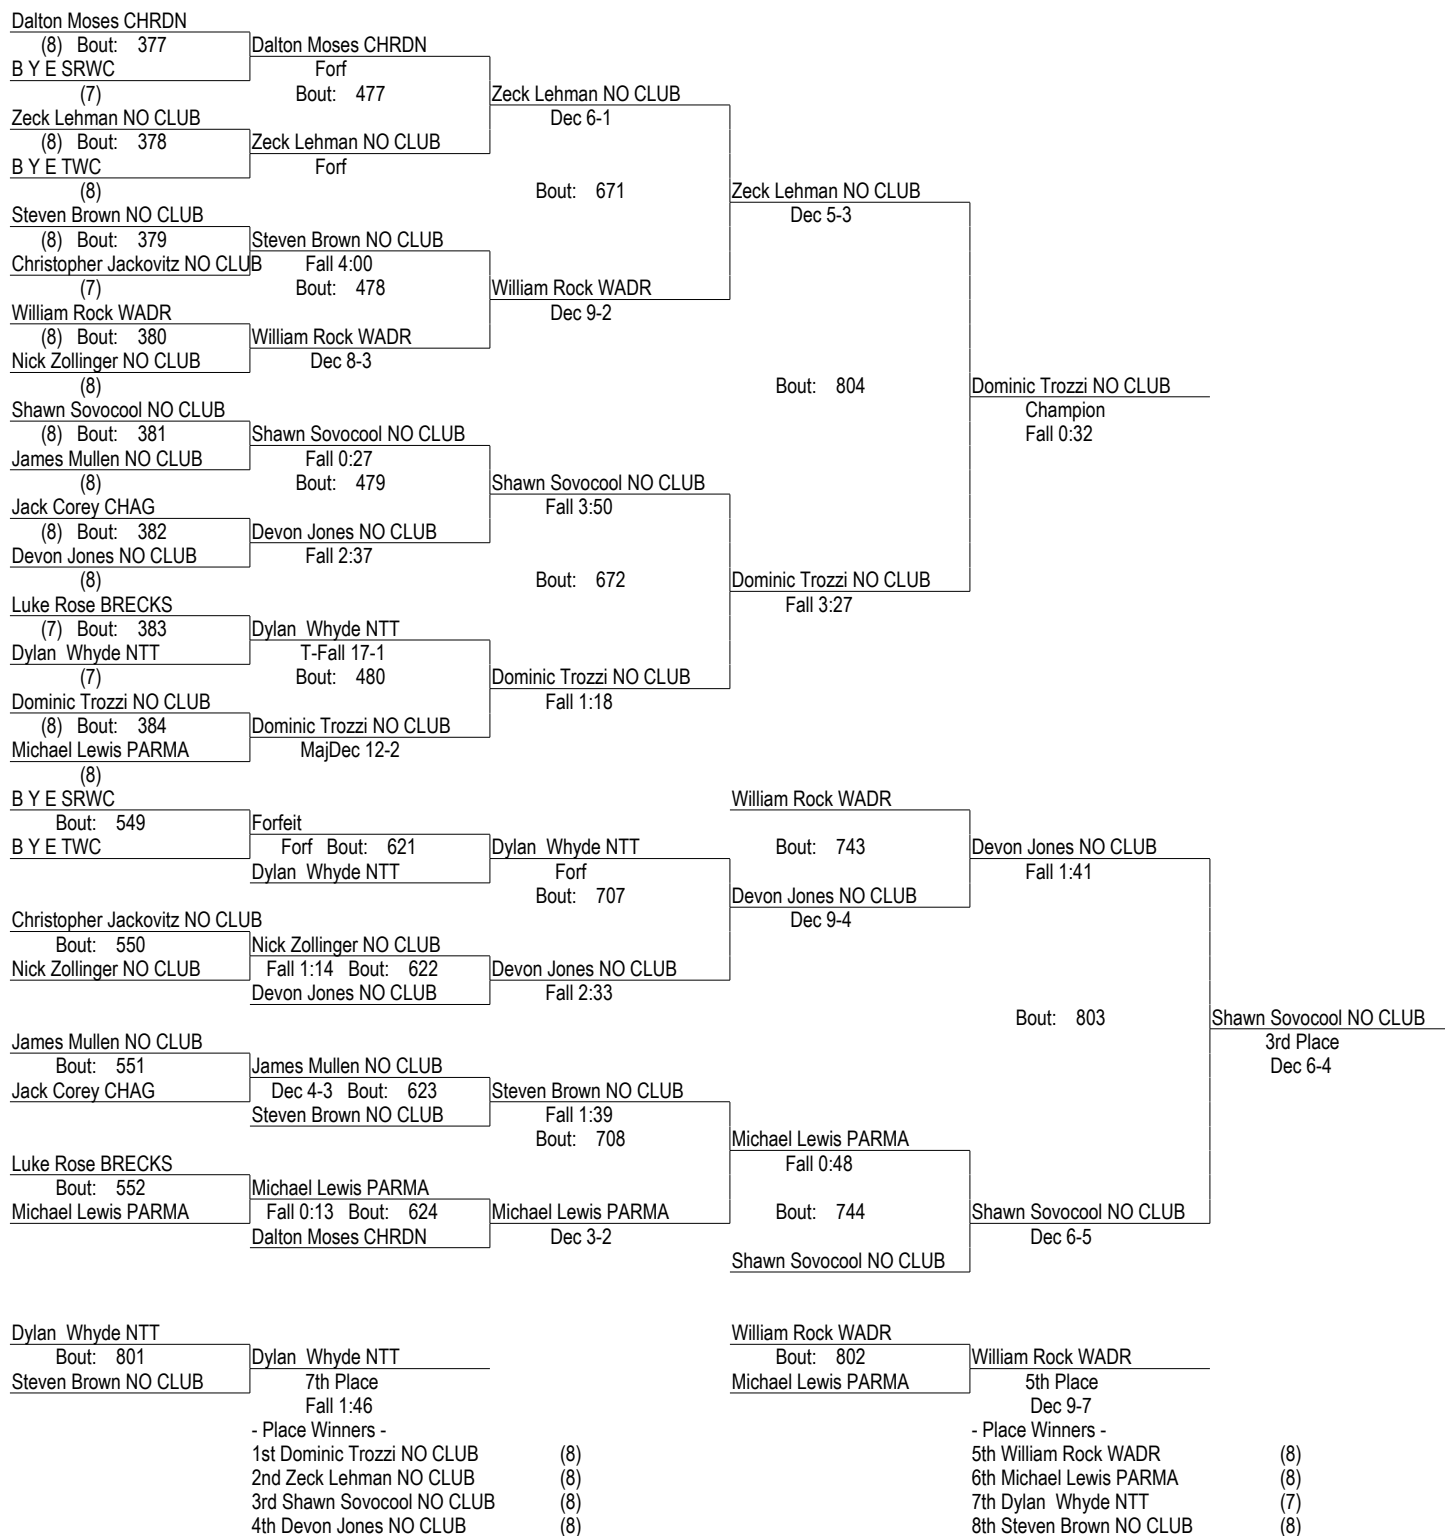 Dalton Moses CHRDN
(8) Bout: 377 Dalton Moses CHRDN
B Y E SRWC Forf
(7) Bout: 477 Zeck Lehman NO CLUB
Zeck Lehman NO CLUB Dec 6-1
(8) Bout: 378 Zeck Lehman NO CLUB
B Y E TWC Forf
(8) Bout: 671 Zeck Lehman NO CLUB
Steven Brown NO CLUB Dec 5-3
(8) Bout: 379 Steven Brown NO CLUB
Christopher Jackovitz NO CLUB Fall 4:00
(7) Bout: 478 William Rock WADR
William Rock WADR Dec 9-2
(8) Bout: 380 William Rock WADR
Nick Zollinger NO CLUB Dec 8-3
(8) Bout: 804 Dominic Trozzi NO CLUB
Shawn Sovocool NO CLUB Champion
(8) Bout: 381 Shawn Sovocool NO CLUB Fall 0:32
James Mullen NO CLUB Fall 0:27
(8) Bout: 479 Shawn Sovocool NO CLUB
Jack Corey CHAG Fall 3:50
(8) Bout: 382 Devon Jones NO CLUB
Devon Jones NO CLUB Fall 2:37
(8) Bout: 672 Dominic Trozzi NO CLUB
Luke Rose BRECKS Fall 3:27
(7) Bout: 383 Dylan Whyde NTT
Dylan Whyde NTT T-Fall 17-1
(7) Bout: 480 Dominic Trozzi NO CLUB
Dominic Trozzi NO CLUB Fall 1:18
(8) Bout: 384 Dominic Trozzi NO CLUB
Michael Lewis PARMA MajDec 12-2
(8)
B Y E SRWC William Rock WADR
Bout: 549 Forfeit
B Y E TWC Forf Bout: 621 Dylan Whyde NTT Bout: 743 Devon Jones NO CLUB
Dylan Whyde NTT Forf Fall 1:41
Bout: 707 Devon Jones NO CLUB
Christopher Jackovitz NO CLUB Dec 9-4
Bout: 550 Nick Zollinger NO CLUB
Nick Zollinger NO CLUB Fall 1:14 Bout: 622 Devon Jones NO CLUB
Devon Jones NO CLUB Fall 2:33
Bout: 803 Shawn Sovocool NO CLUB
James Mullen NO CLUB 3rd Place
Bout: 551 James Mullen NO CLUB Dec 6-4
Jack Corey CHAG Dec 4-3 Bout: 623 Steven Brown NO CLUB
Steven Brown NO CLUB Fall 1:39
Bout: 708 Michael Lewis PARMA
Luke Rose BRECKS Fall 0:48
Bout: 552 Michael Lewis PARMA
Michael Lewis PARMA Fall 0:13 Bout: 624 Michael Lewis PARMA Bout: 744 Shawn Sovocool NO CLUB
Dalton Moses CHRDN Dec 3-2 Dec 6-5
Shawn Sovocool NO CLUB
Dylan Whyde NTT William Rock WADR
Bout: 801 Dylan Whyde NTT Bout: 802 William Rock WADR
Steven Brown NO CLUB 7th Place Michael Lewis PARMA 5th Place
Fall 1:46 Dec 9-7
- Place Winners - - Place Winners -
1st Dominic Trozzi NO CLUB (8) 5th William Rock WADR (8)
2nd Zeck Lehman NO CLUB (8) 6th Michael Lewis PARMA (8)
3rd Shawn Sovocool NO CLUB (8) 7th Dylan Whyde NTT (7)
4th Devon Jones NO CLUB (8) 8th Steven Brown NO CLUB (8)